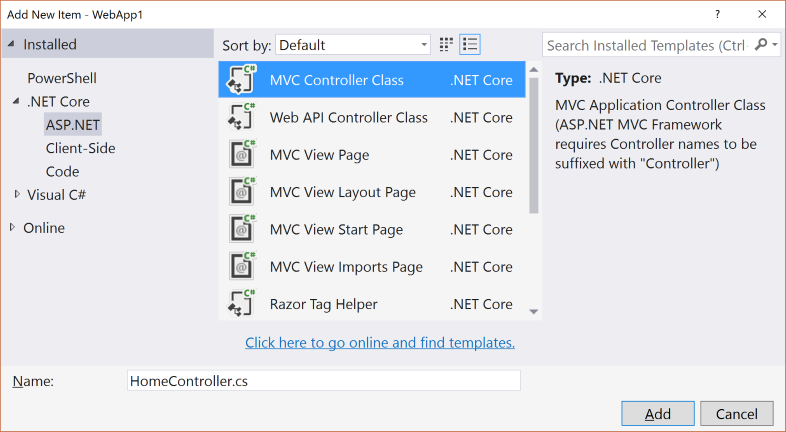 Add New Item - WebApp1
?
Installed
Sort by: Default
Search Installed Templates (Ctrl-
PowerShell
.NET Core
ASP.NET
Client-Side
Code
Visual C#
Online
C# MVC Controller Class .NET Core
C# Web API Controller Class .NET Core
C# @ MVC View Page .NET Core
C# @ MVC View Layout Page .NET Core
C# @ MVC View Start Page .NET Core
C# @ MVC View Imports Page .NET Core
C# Razor Tag Helper .NET Core
Click here to go online and find templates.
Type: .NET Core
MVC Application Controller Class
(ASP.NET MVC Framework
requires Controller names to be
suffixed with "Controller")
Name: HomeController.cs
Add Cancel